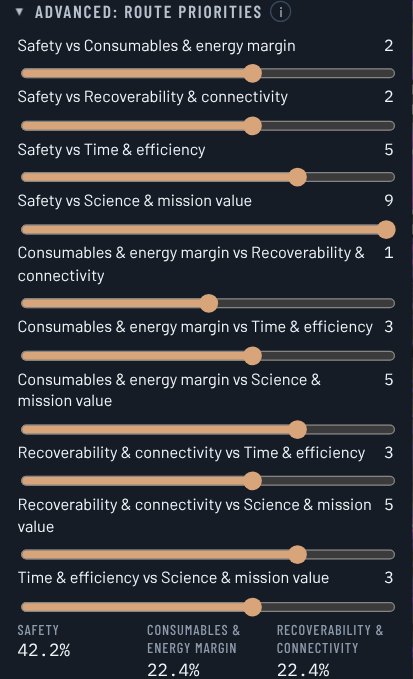 ▼ ADVANCED: ROUTE PRIORITIES i
Safety vs Consumables & energy margin 2
Safety vs Recoverability & connectivity 2
Safety vs Time & efficiency 5
Safety vs Science & mission value 9
Consumables & energy margin vs Recoverability & 1
connectivity
Consumables & energy margin vs Time & efficiency 3
Consumables & energy margin vs Science & 5
mission value
Recoverability & connectivity vs Time & efficiency 3
Recoverability & connectivity vs Science & mission 5
value
Time & efficiency vs Science & mission value 3
SAFETY CONSUMABLES & RECOVERABILITY &
ENERGY MARGIN CONNECTIVITY
42.2%
22.4% 22.4%